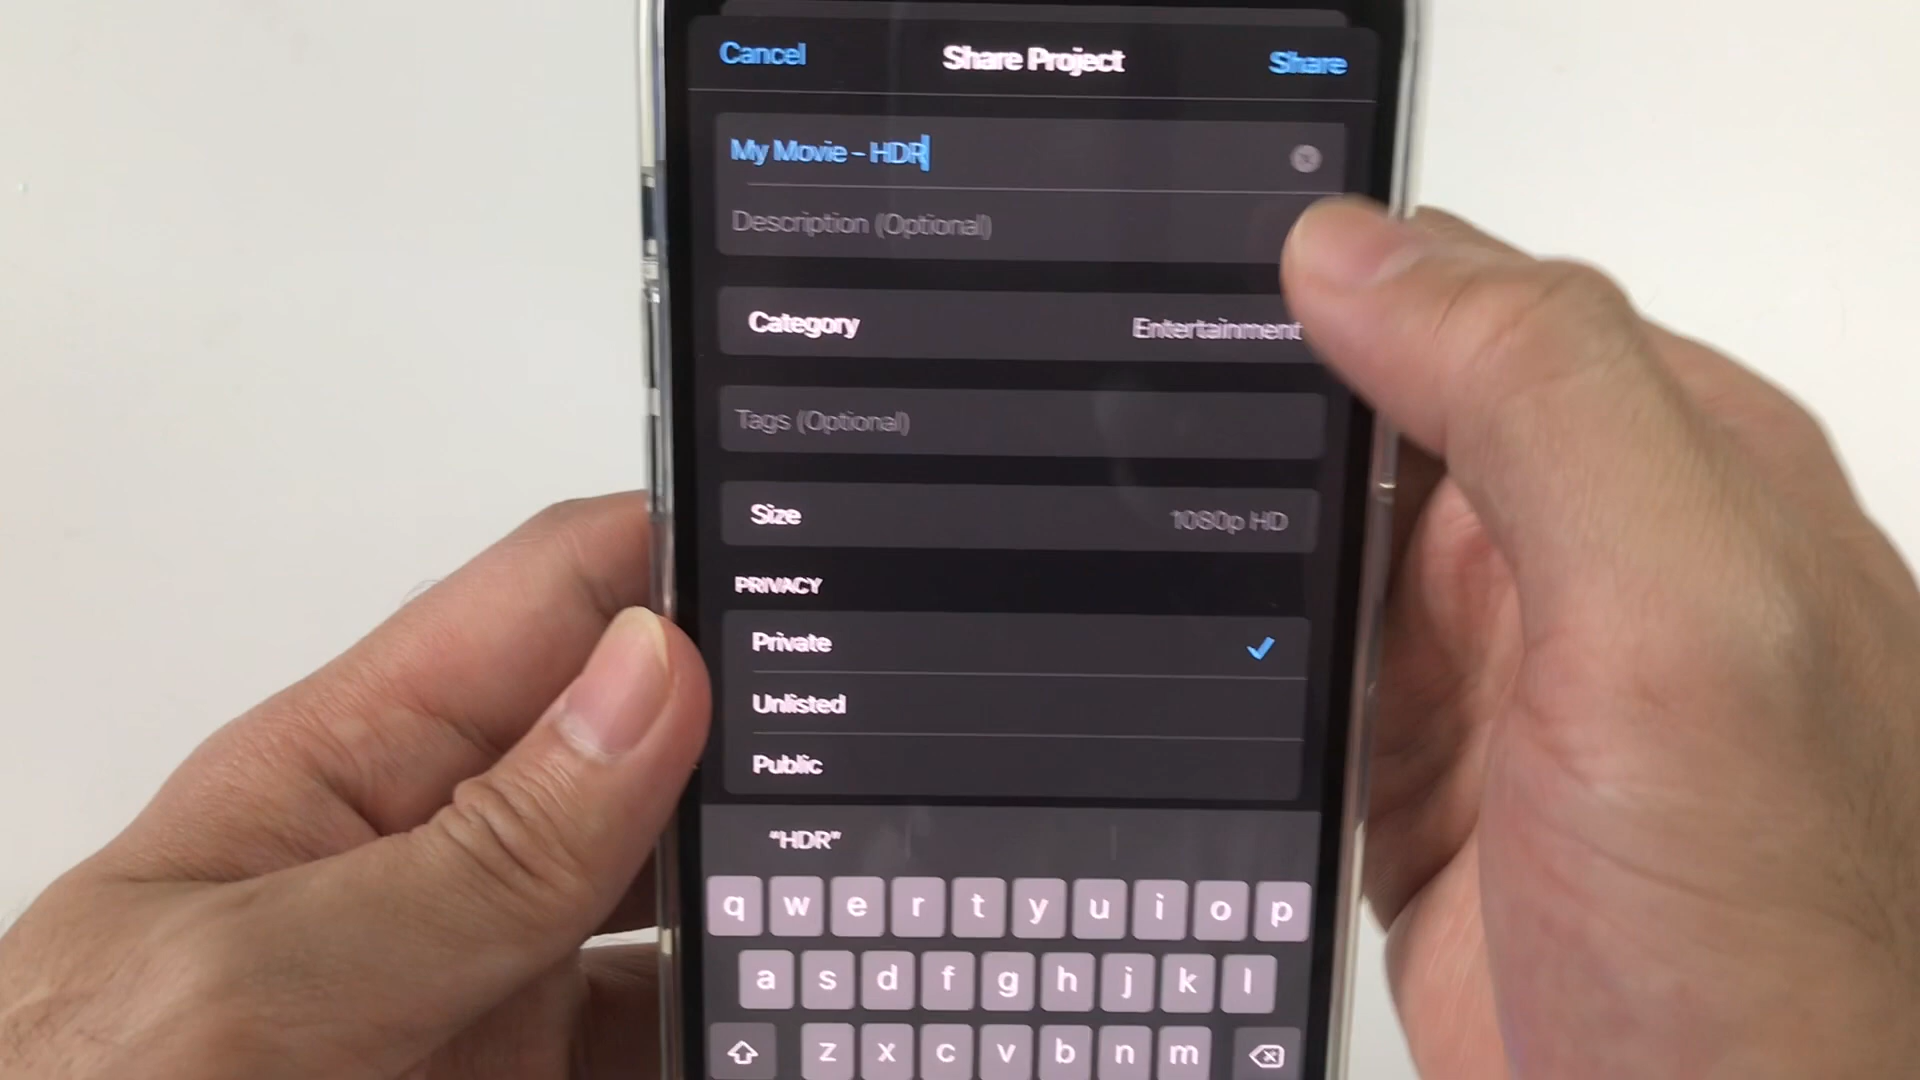 Cancel Share Project Share
My Movie - HDR
Description (Optional)
Category Entertainment
Tags (Optional)
Size 1080p HD
PRIVACY
Private
Unlisted
Public
"HDR"
q w e r t y u i o p
a s d f g h j k l
z x c v b n m